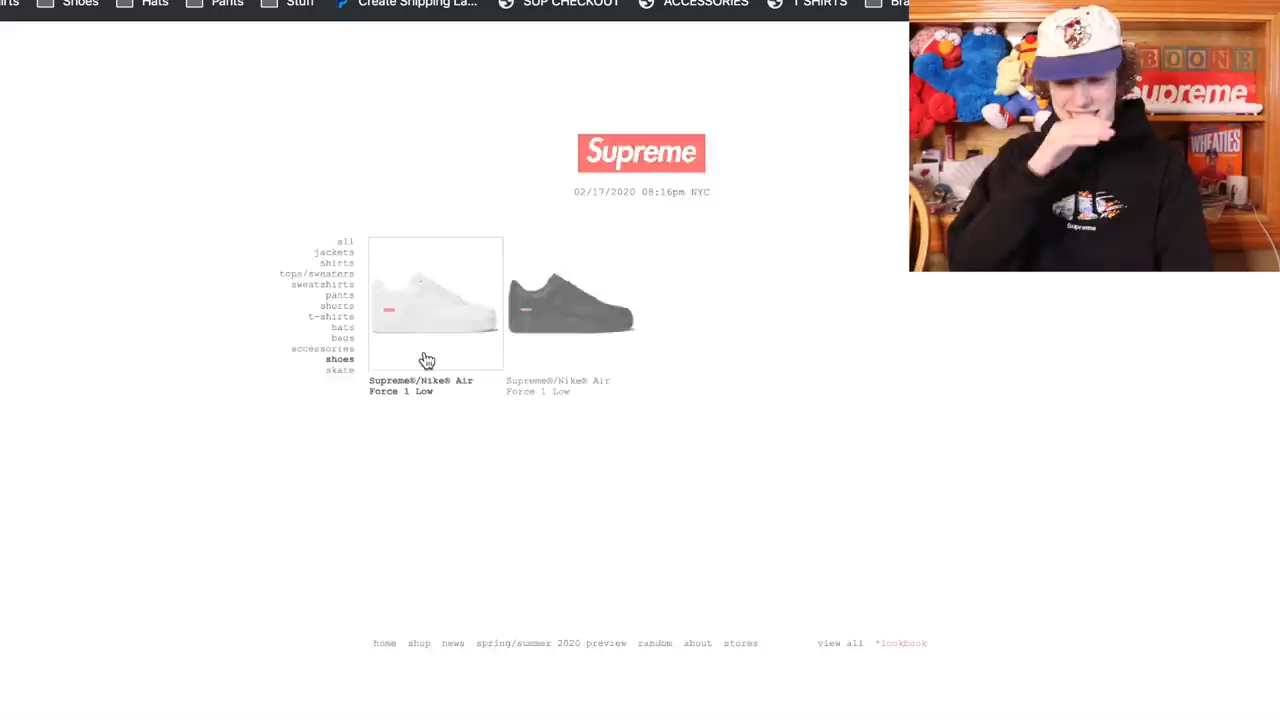 Shoes
Hats
Pants
Stuff
Create Shipping La...
SUP CHECKOUT
ACCESSORIES
T SHIRTS
Bra
BOONE
Supreme
WHEATIES
Supreme
Supreme
02/17/2020 08:16pm NYC
all
jackets
shirts
tops/sweaters
sweatshirts
pants
shorts
t-shirts
hats
bags
accessories
shoes
skate
Supreme®/Nike® Air
Force 1 Low
Supreme®/Nike® Air
Force 1 Low
home shop news spring/summer 2020 preview random about stores view all *lookbook